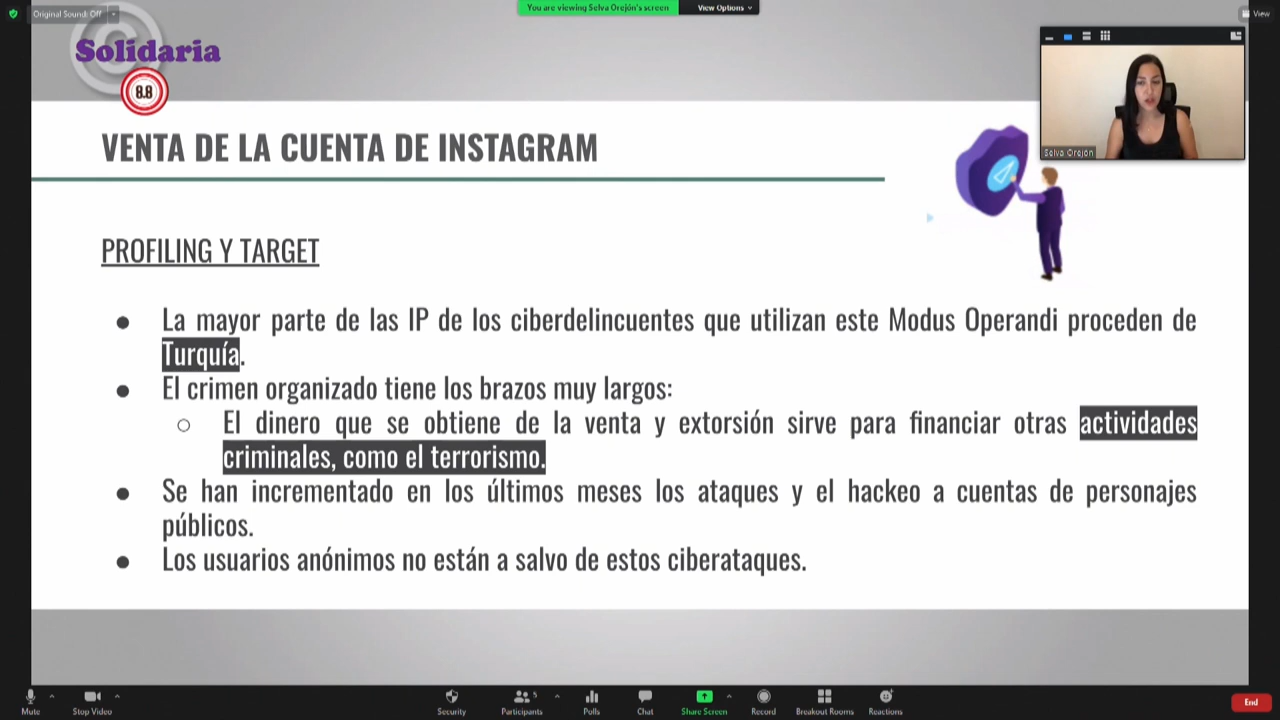 Original Sound: Off
You are viewing Selva Orejón's screen
View Options
View
Solidaria
8.8
Selva Orejón
VENTA DE LA CUENTA DE INSTAGRAM
PROFILING Y TARGET
● La mayor parte de las IP de los ciberdelincuentes que utilizan este Modus Operandi proceden de
Turquía.
● El crimen organizado tiene los brazos muy largos:
○ El dinero que se obtiene de la venta y extorsión sirve para financiar otras actividades
criminales, como el terrorismo.
● Se han incrementado en los últimos meses los ataques y el hackeo a cuentas de personajes
públicos.
● Los usuarios anónimos no están a salvo de estos ciberataques.
Mute
Stop Video
Security
Participants
5
Polls
Chat
Share Screen
Record
Breakout Rooms
Reactions
End